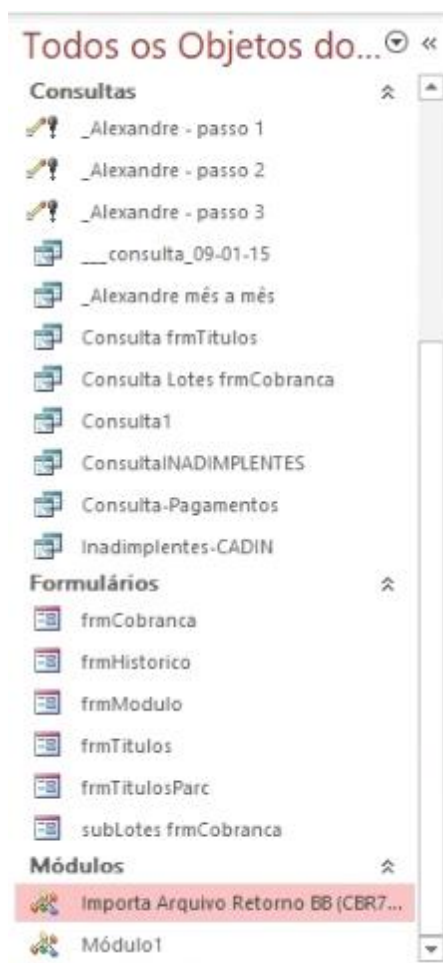 Todos os Objetos do... «
Consultas
_Alexandre - passo 1
_Alexandre - passo 2
_Alexandre - passo 3
___consulta_09-01-15
_Alexandre mês a mês
Consulta frmTitulos
Consulta Lotes frmCobranca
Consulta1
ConsultaINADIMPLENTES
Consulta-Pagamentos
Inadimplentes-CADIN
Formulários
frmCobranca
frmHistorico
frmModulo
frmTitulos
frmTitulosParc
subLotes frmCobranca
Módulos
Importa Arquivo Retorno BB (CBR7...
Módulo1